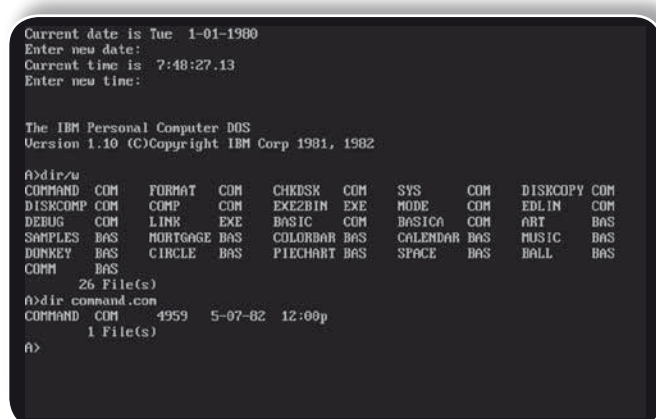 Current date is Tue  1-01-1980
Enter new date:
Current time is  7:48:27.13
Enter new time:
The IBM Personal Computer DOS
Version 1.10 (C)Copyright IBM Corp 1981, 1982
A>dir/w
COMMAND  COM    FORMAT   COM    CHKDSK   COM    SYS      COM    DISKCOPY COM
DISKCOMP COM    COMP     COM    EXE2BIN  EXE    MODE     COM    EDLIN    COM
DEBUG    COM    LINK     EXE    BASIC    COM    BASICA   COM    ART      BAS
SAMPLES  BAS    MORTGAGE BAS    COLORBAR BAS    CALENDAR BAS    MUSIC    BAS
DONKEY   BAS    CIRCLE   BAS    PIECHART BAS    SPACE    BAS    BALL     BAS
COMM     BAS
26 File(s)
A>dir command.com
COMMAND  COM     4959   5-07-82  12:00p
1 File(s)
A>